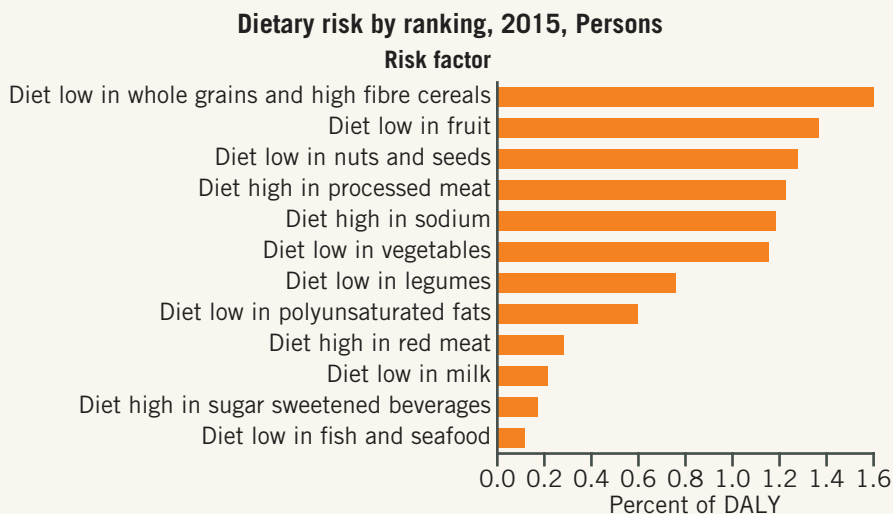 Dietary risk by ranking, 2015, Persons
Risk factor
Diet low in whole grains and high fibre cereals
Diet low in fruit
Diet low in nuts and seeds
Diet high in processed meat
Diet high in sodium
Diet low in vegetables
Diet low in legumes
Diet low in polyunsaturated fats
Diet high in red meat
Diet low in milk
Diet high in sugar sweetened beverages
Diet low in fish and seafood
0.0 0.2 0.4 0.6 0.8 1.0 1.2 1.4 1.6
Percent of DALY